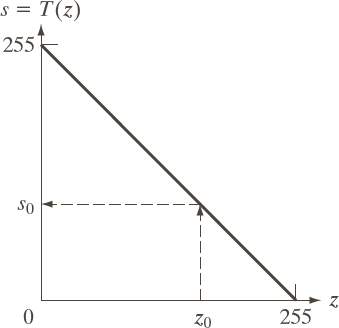 s = T(z)
255
s₀
0
z₀
255
z